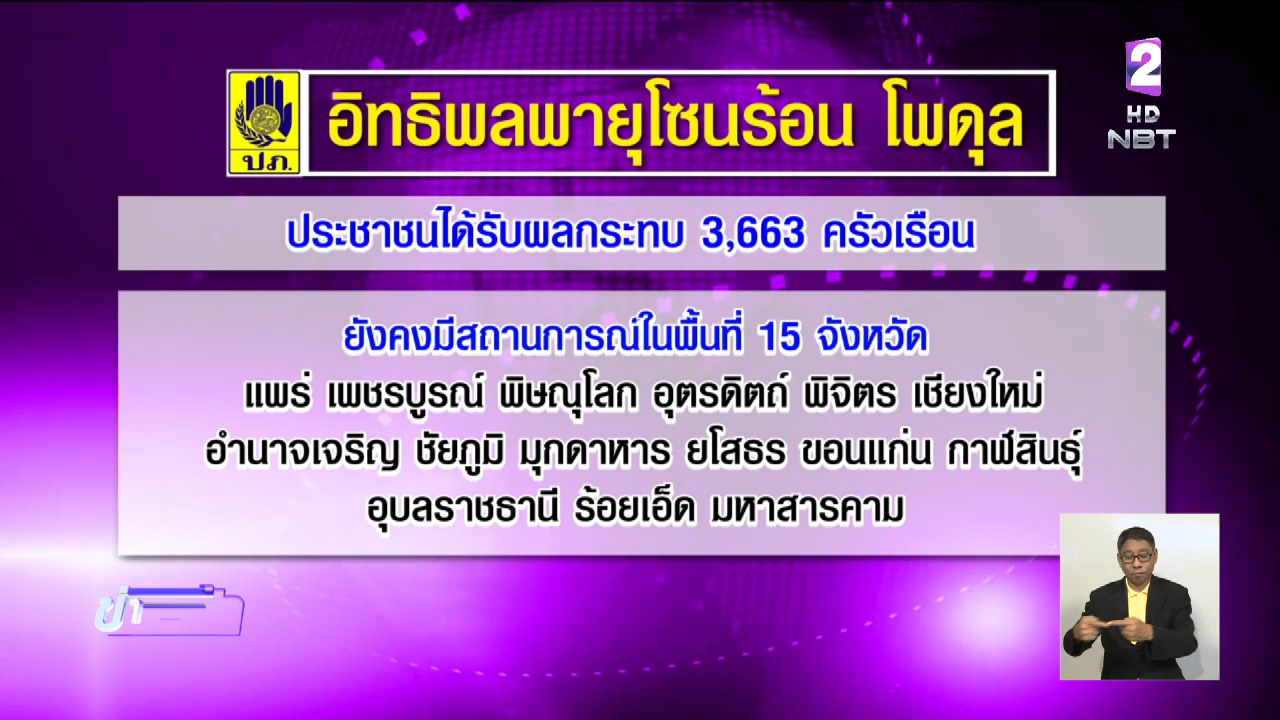 2
HD
NBT
ปภ.
อิทธิพลพายุโซนร้อน โพดุล
ประชาชนได้รับผลกระทบ 3,663 ครัวเรือน
ยังคงมีสถานการณ์ในพื้นที่ 15 จังหวัด
แพร่ เพชรบูรณ์ พิษณุโลก อุตรดิตถ์ พิจิตร เชียงใหม่
อำนาจเจริญ ชัยภูมิ มุกดาหาร ยโสธร ขอนแก่น กาฬสินธุ์
อุบลราชธานี ร้อยเอ็ด มหาสารคาม